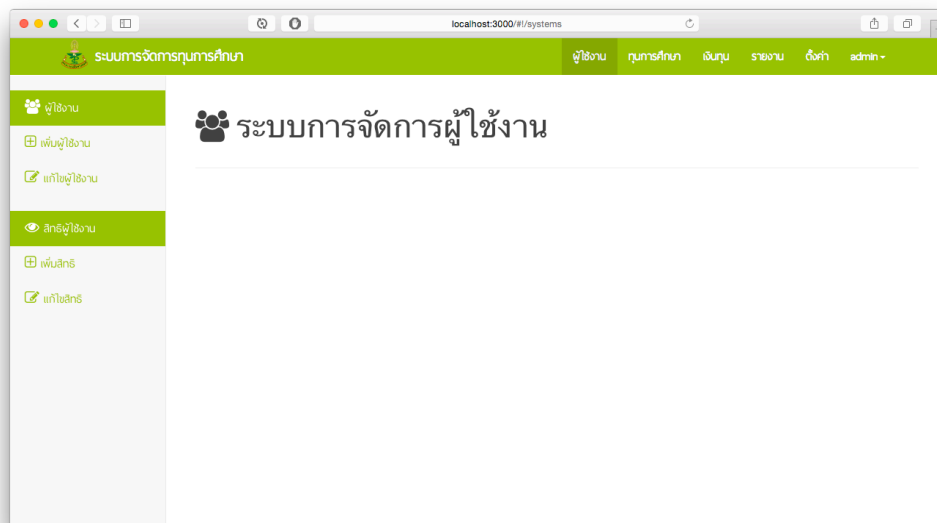 localhost:3000/#!/systems
ระบบการจัดการทุนการศึกษา
ผู้ใช้งาน ทุนการศึกษา เงินทุน รายงาน ตั้งค่า admin
ผู้ใช้งาน
เพิ่มผู้ใช้งาน
แก้ไขผู้ใช้งาน
สิทธิผู้ใช้งาน
เพิ่มสิทธิ
แก้ไขสิทธิ
ระบบการจัดการผู้ใช้งาน